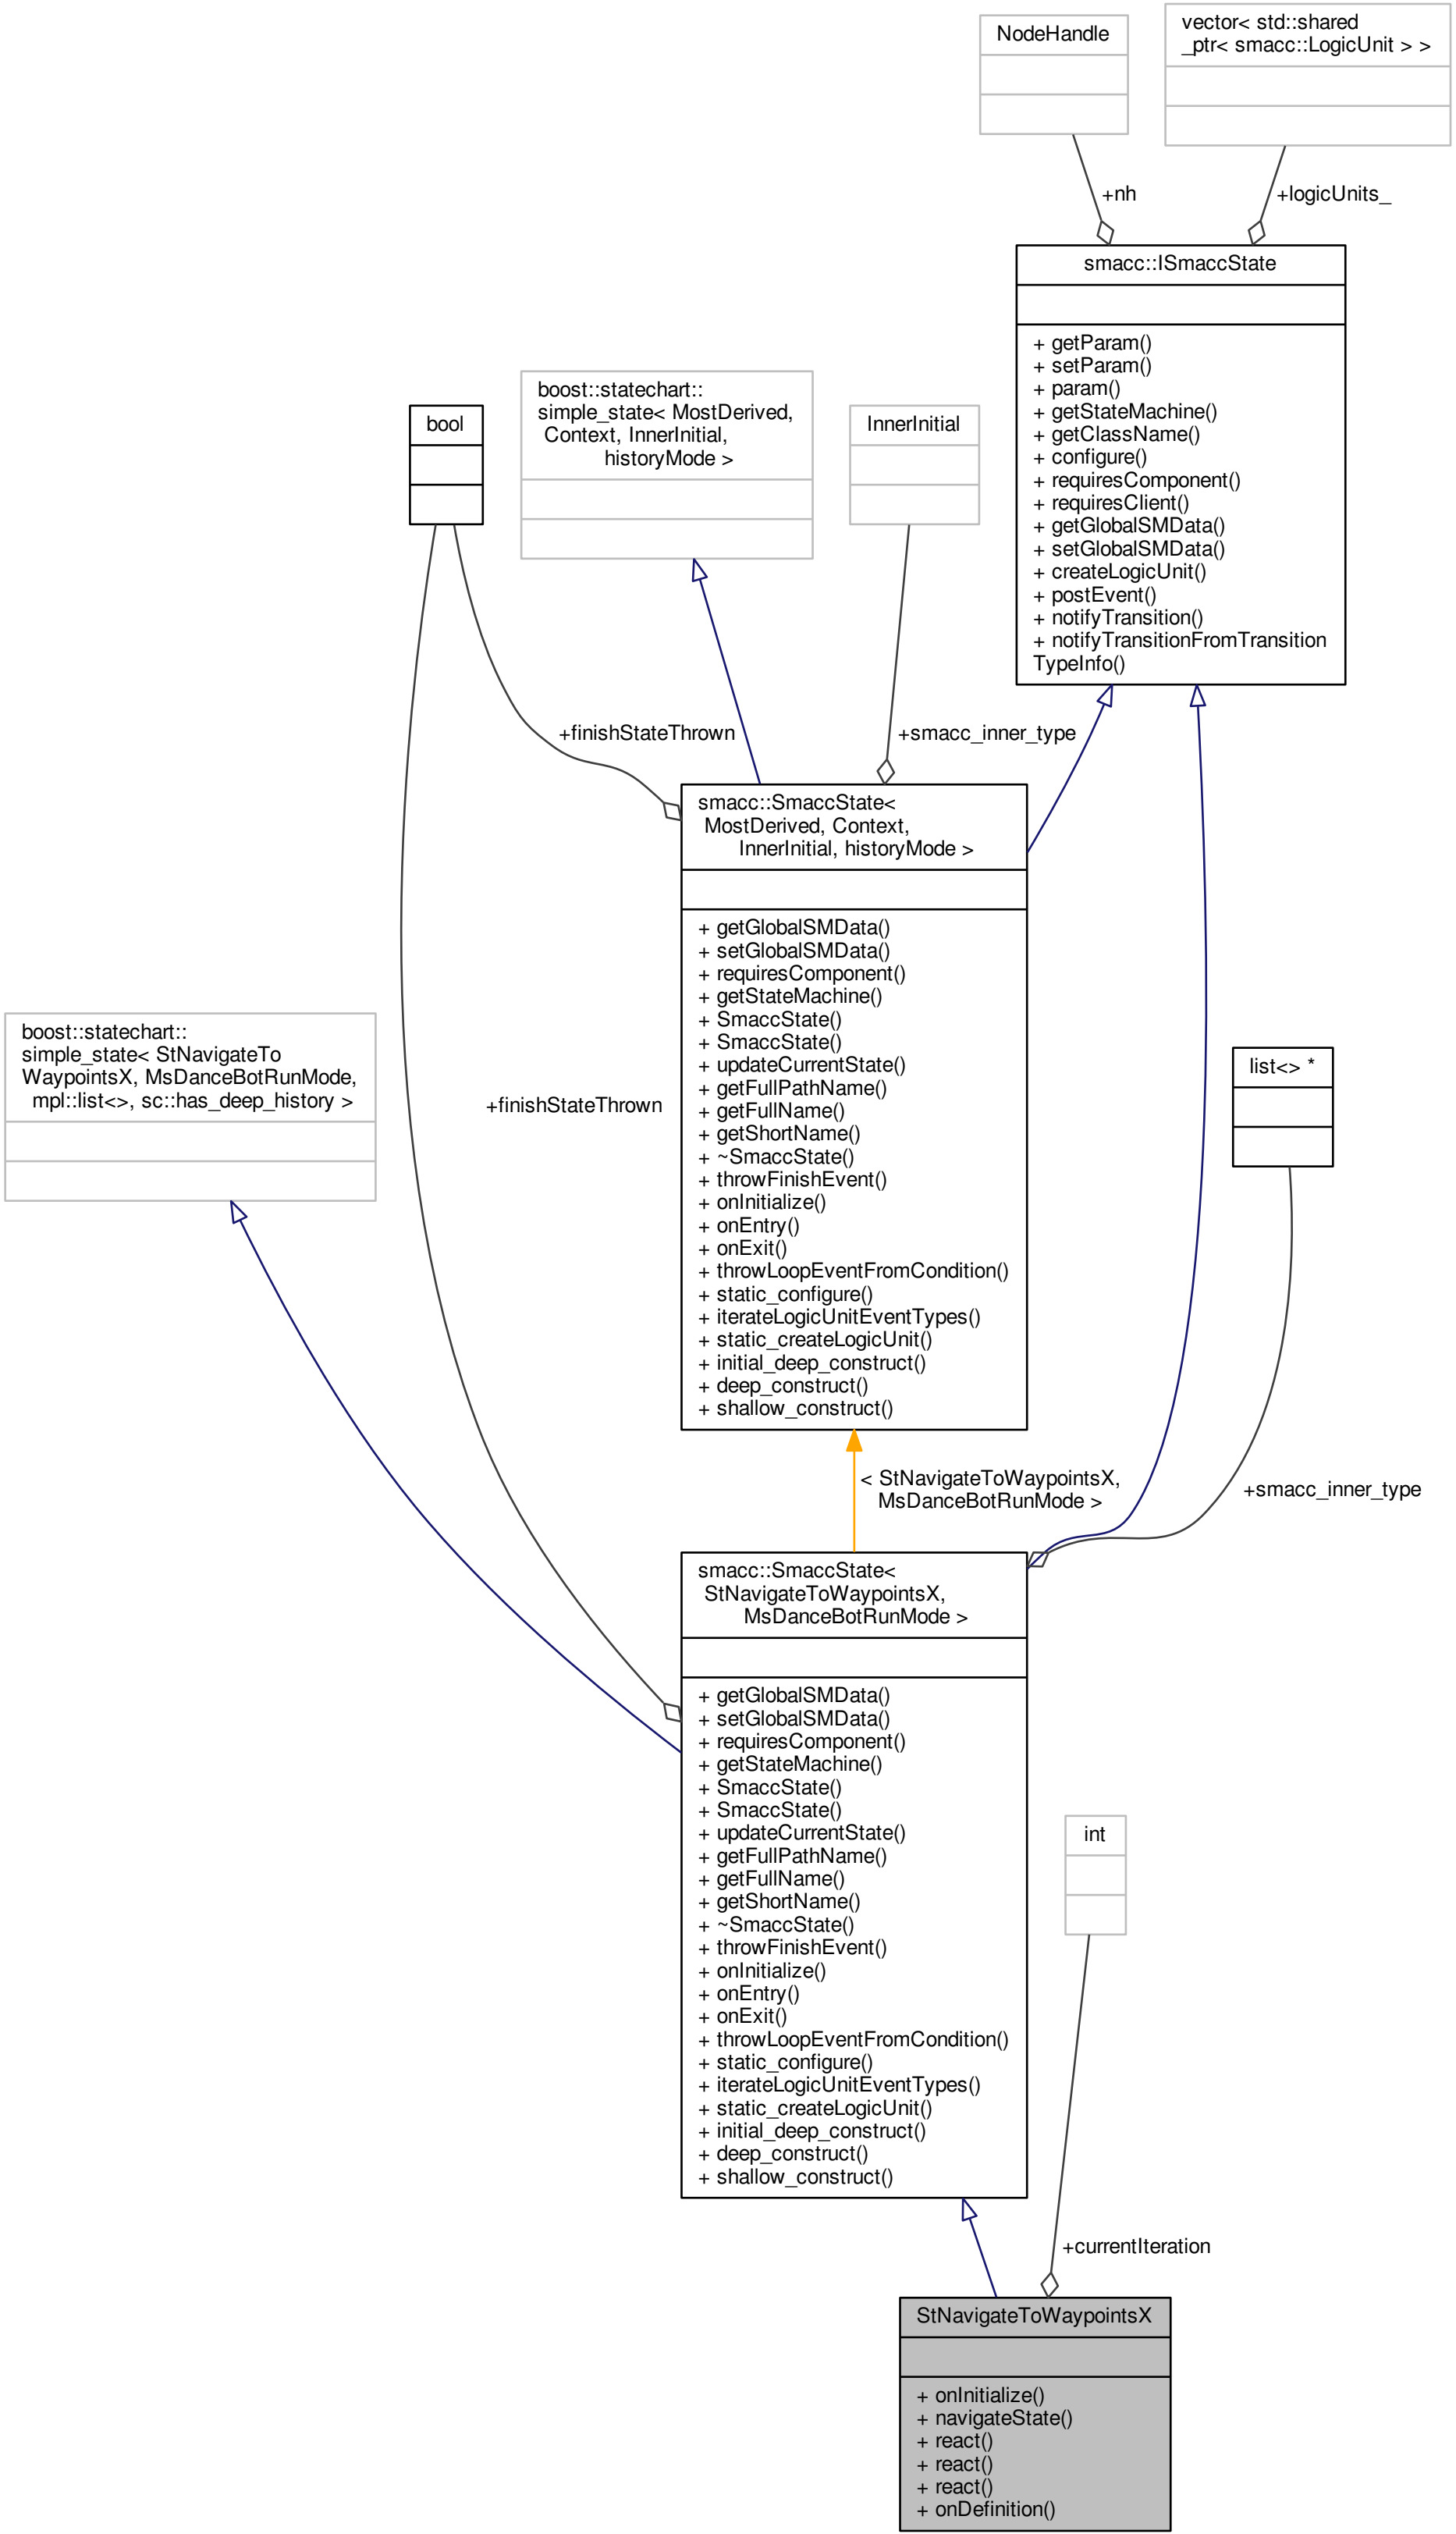 NodeHandle
vector< std::shared
_ptr< smacc::LogicUnit > >
+nh
+logicUnits_
smacc::ISmaccState
+ getParam()
+ setParam()
+ param()
+ getStateMachine()
+ getClassName()
+ configure()
+ requiresComponent()
+ requiresClient()
+ getGlobalSMData()
+ setGlobalSMData()
+ createLogicUnit()
+ postEvent()
+ notifyTransition()
+ notifyTransitionFromTransition
TypeInfo()
bool
boost::statechart::
simple_state< MostDerived,
Context, InnerInitial,
historyMode >
InnerInitial
+finishStateThrown
+smacc_inner_type
smacc::SmaccState<
MostDerived, Context,
InnerInitial, historyMode >
+ getGlobalSMData()
+ setGlobalSMData()
+ requiresComponent()
+ getStateMachine()
+ SmaccState()
+ SmaccState()
+ updateCurrentState()
+ getFullPathName()
+ getFullName()
+ getShortName()
+ ~SmaccState()
+ throwFinishEvent()
+ onInitialize()
+ onEntry()
+ onExit()
+ throwLoopEventFromCondition()
+ static_configure()
+ iterateLogicUnitEventTypes()
+ static_createLogicUnit()
+ initial_deep_construct()
+ deep_construct()
+ shallow_construct()
boost::statechart::
simple_state< StNavigateTo
WaypointsX, MsDanceBotRunMode,
mpl::list<>, sc::has_deep_history >
+finishStateThrown
list<> *
< StNavigateToWaypointsX,
MsDanceBotRunMode >
+smacc_inner_type
smacc::SmaccState<
StNavigateToWaypointsX,
MsDanceBotRunMode >
+ getGlobalSMData()
+ setGlobalSMData()
+ requiresComponent()
+ getStateMachine()
+ SmaccState()
+ SmaccState()
+ updateCurrentState()
+ getFullPathName()
+ getFullName()
+ getShortName()
+ ~SmaccState()
+ throwFinishEvent()
+ onInitialize()
+ onEntry()
+ onExit()
+ throwLoopEventFromCondition()
+ static_configure()
+ iterateLogicUnitEventTypes()
+ static_createLogicUnit()
+ initial_deep_construct()
+ deep_construct()
+ shallow_construct()
int
+currentIteration
StNavigateToWaypointsX
+ onInitialize()
+ navigateState()
+ react()
+ react()
+ react()
+ onDefinition()